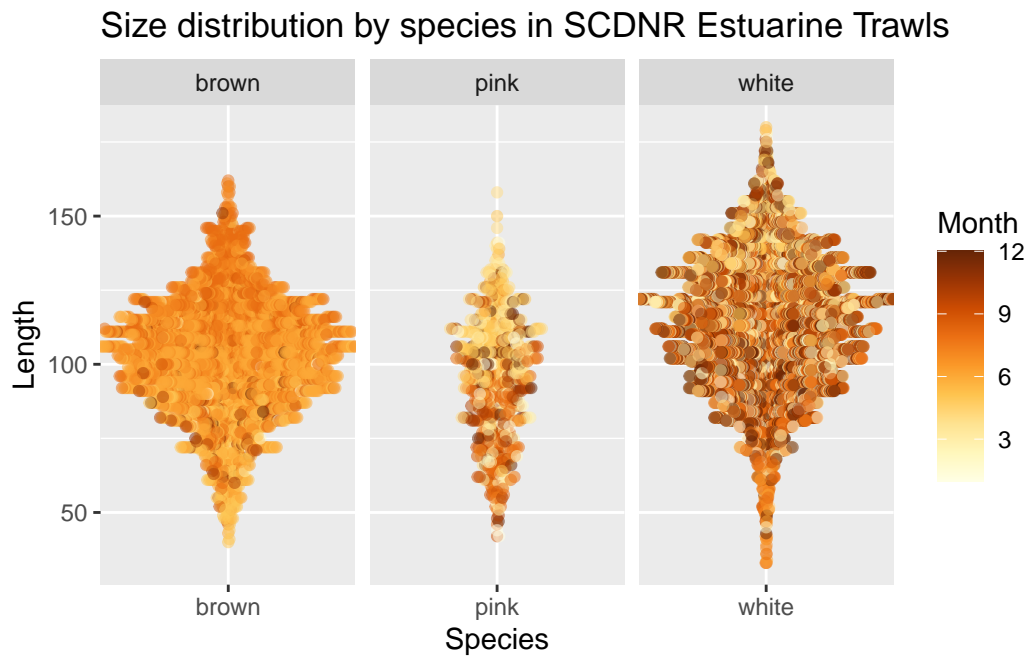 Size distribution by species in SCDNR Estuarine Trawls
brown
pink
white
Length
150
100
50
brown
pink
white
Species
Month
12
9
6
3